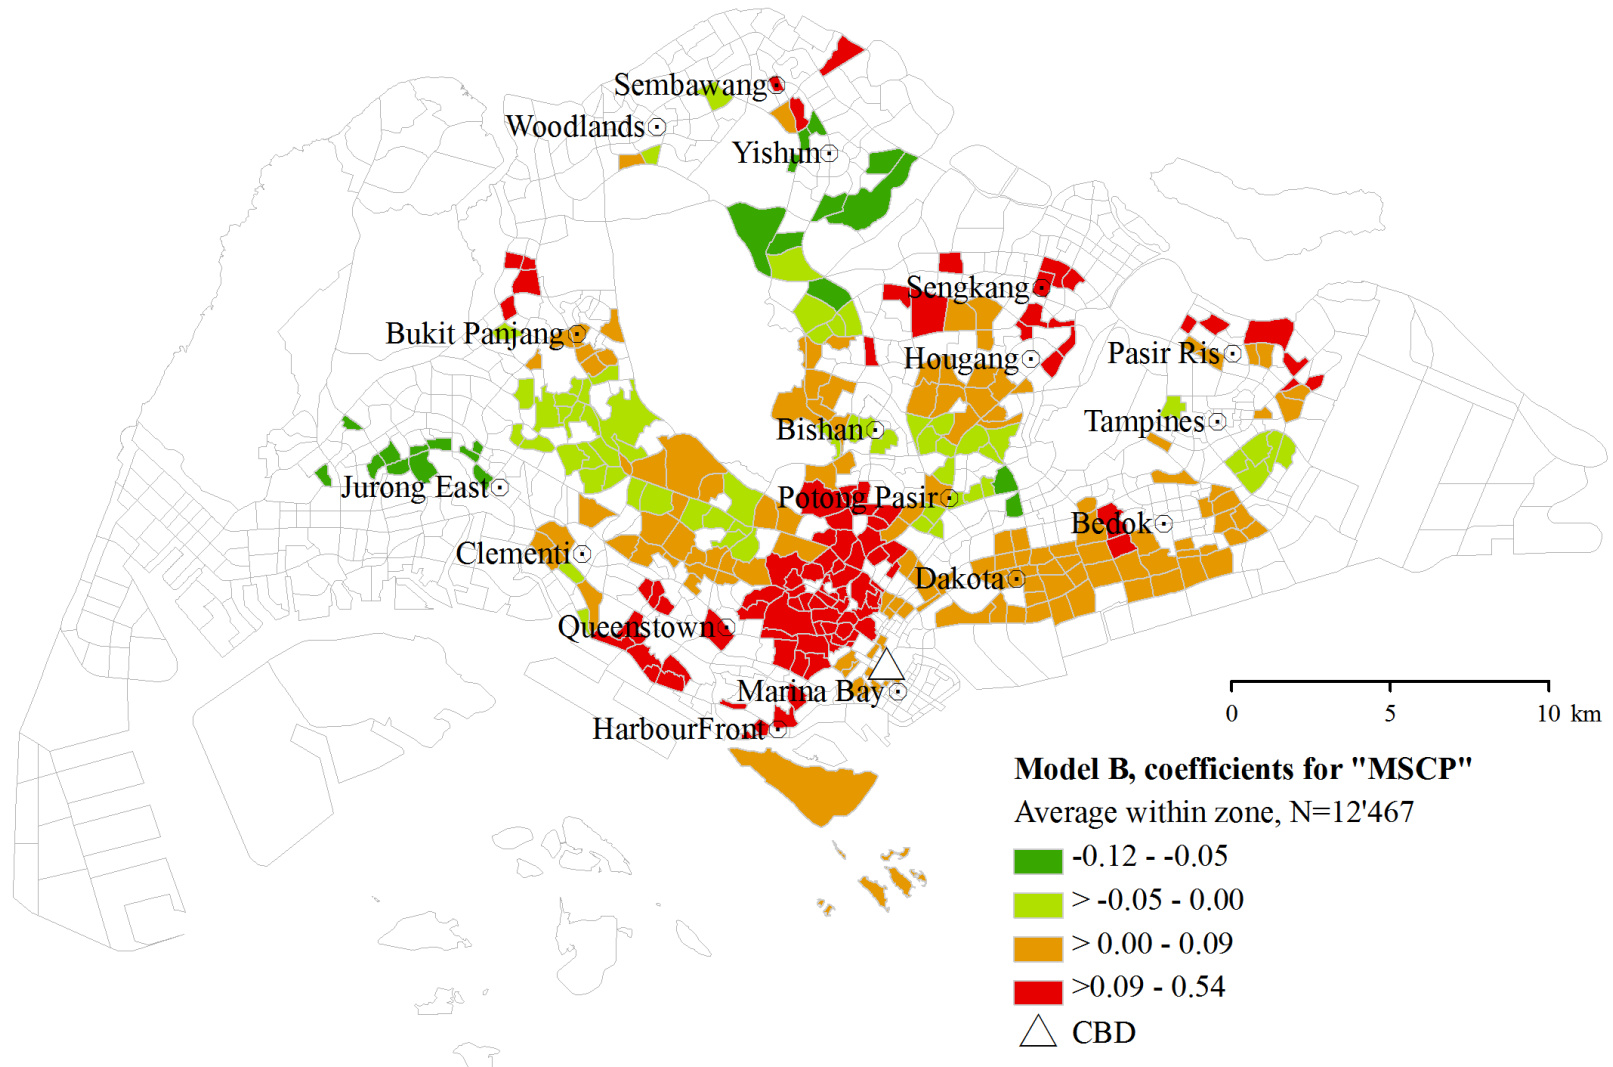 Sembawang
Woodlands
Yishun
Sengkang
Bukit Panjang
Hougang
Pasir Ris
Bishan
Tampines
Jurong East
Potong Pasir
Bedok
Clementi
Dakota
Queenstown
Marina Bay
HarbourFront
0 5 10 km
Model B, coefficients for "MSCP"
Average within zone, N=12'467
-0.12 - -0.05
> -0.05 - 0.00
> 0.00 - 0.09
>0.09 - 0.54
CBD